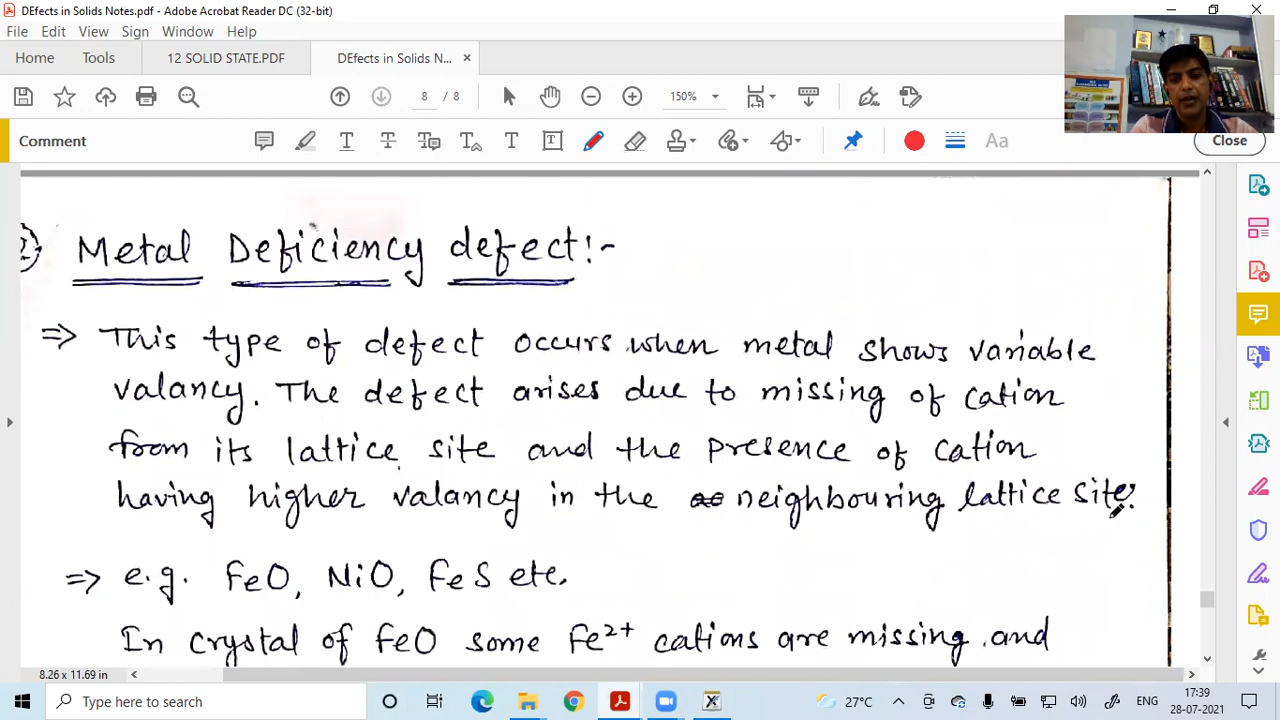 DEfects in Solids Notes.pdf - Adobe Acrobat Reader DC (32-bit)
File Edit View Sign Window Help
Home Tools 12 SOLID STATE.PDF DEfects in Solids N... ×
8 / 8 150%
Comment Aa Close
2) Metal Deficiency defect:-
⇒ This type of defect occurs when metal shows variable
valancy. The defect arises due to missing of cation
from its lattice site and the presence of cation
having higher valancy in the neighbouring lattice site.
⇒ e.g. FeO, NiO, FeS etc.
In crystal of FeO some Fe²⁺ cations are missing and
8.26 x 11.69 in
Type here to search
27°C ENG 17:39
28-07-2021